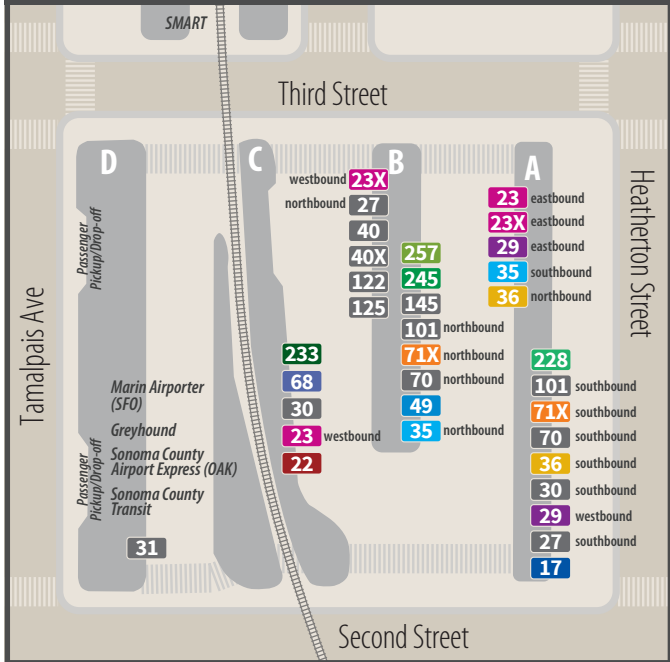 SMART
Third Street
D
C
B
A
westbound 23X
northbound 27
40
40X
122
125
257
245
145
101 northbound
71X northbound
70 northbound
49
35 northbound
23 eastbound
23X eastbound
29 eastbound
35 southbound
36 northbound
228
101 southbound
71X southbound
70 southbound
36 southbound
30 southbound
29 westbound
27 southbound
17
233
68
30
23 westbound
22
Passenger
Pickup/Drop-off
Marin Airporter
(SFO)
Greyhound
Sonoma County
Airport Express (OAK)
Sonoma County
Transit
Passenger
Pickup/Drop-off
31
Tamalpais Ave
Heatherton Street
Second Street